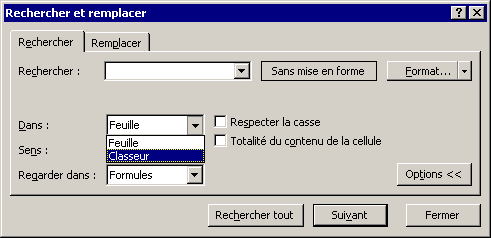 Rechercher et remplacer
Rechercher
Remplacer
Rechercher :
Sans mise en forme
Format...
Dans :
Feuille
Respecter la casse
Feuille
Totalité du contenu de la cellule
Sens :
Classeur
Regarder dans :
Formules
Options <<
Rechercher tout
Suivant
Fermer